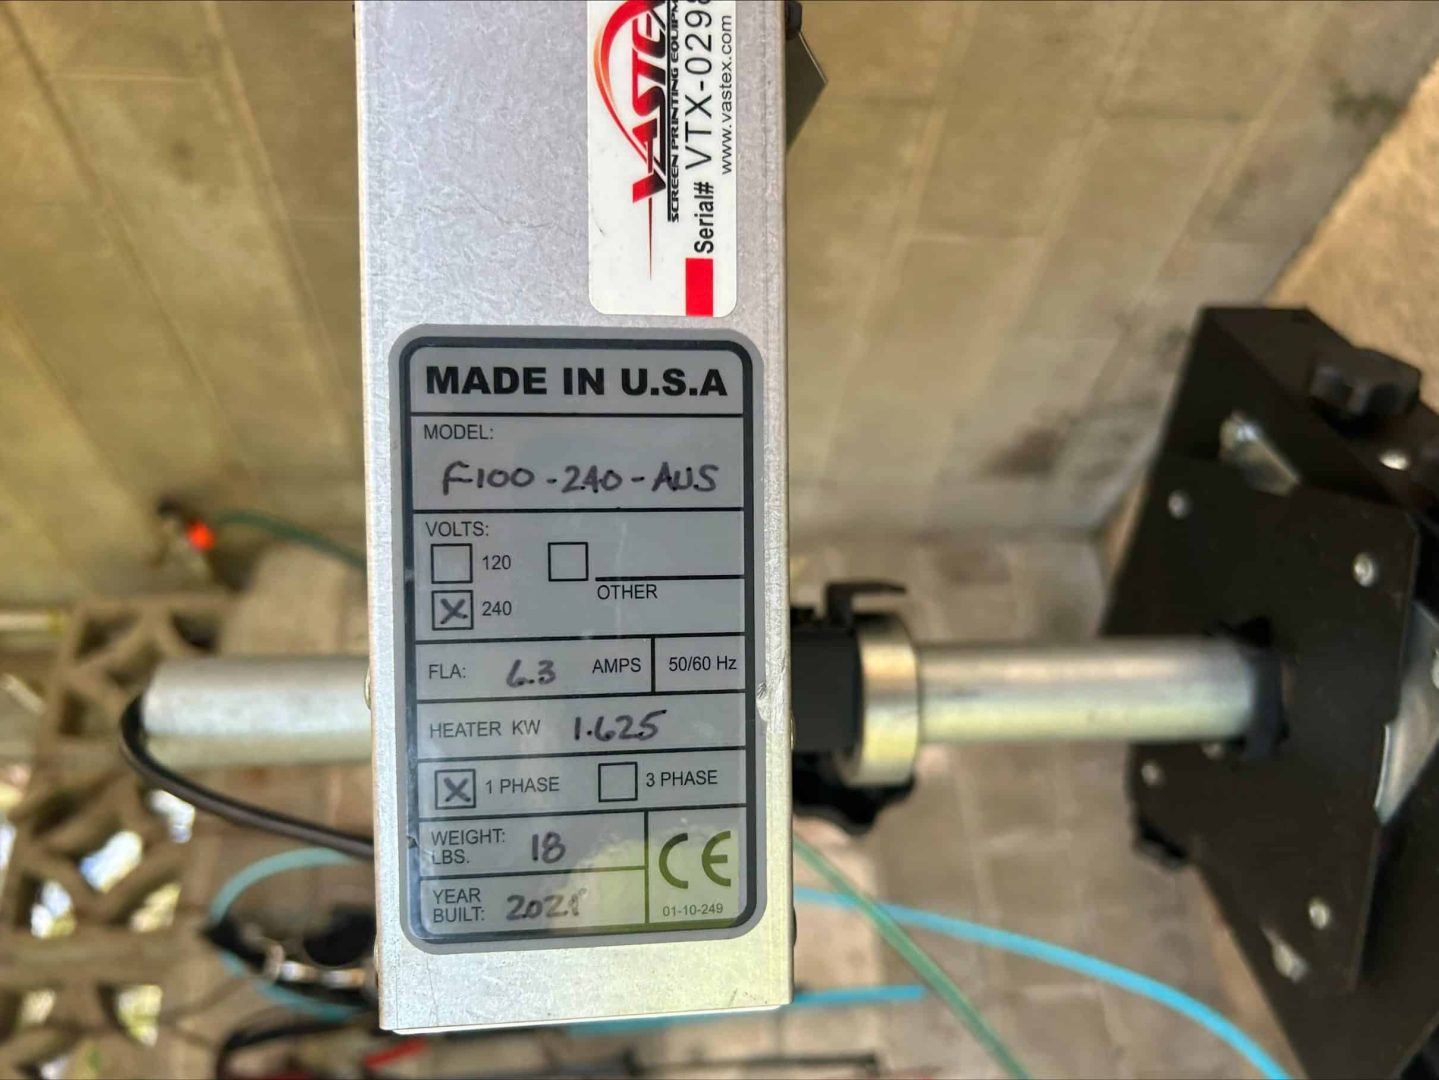 VASTEX
SCREEN PRINTING EQUIPM
Serial# VTX-0298
www.vastex.com
MADE IN U.S.A
MODEL:
F100-240-AUS
VOLTS:
120
OTHER
X 240
FLA: 6.3 AMPS 50/60 Hz
HEATER KW 1.625
X 1 PHASE 3 PHASE
WEIGHT: 18
LBS.
CE
YEAR
BUILT: 2021
01-10-249